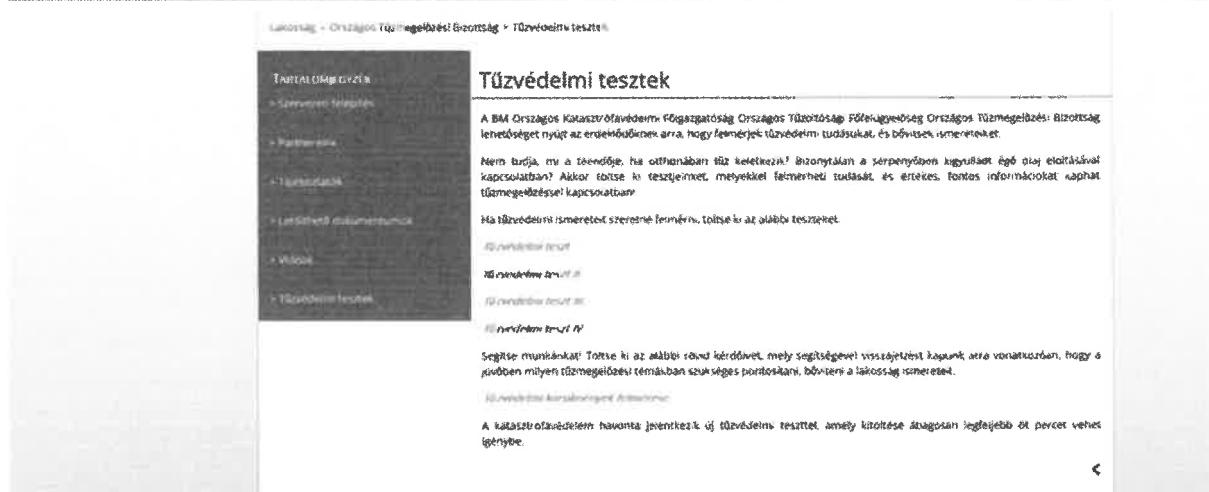 Lakosság > Országos Tűzmegelőzési Bizottság > Tűzvédelmi tesztek
TARTALOMJEGYZÉK
> Szervezeti felépítés
> Partnereink
> Tájékoztatók
> Letölthető dokumentumok
> Videók
> Tűzvédelmi tesztek
Tűzvédelmi tesztek
A BM Országos Katasztrófavédelmi Főigazgatóság Országos Tűzoltósági Főfelügyelőség Országos Tűzmegelőzési Bizottság
lehetőséget nyújt az érdeklődőknek arra, hogy felmérjék tűzvédelmi tudásukat, és bővítsék ismereteiket.
Nem tudja, mi a teendője, ha otthonában tűz keletkezik? Bizonytalan a serpenyőben kigyulladt égő olaj eloltásával
kapcsolatban? Akkor töltse ki tesztjeinket, melyekkel felmérheti tudását, és értékes, fontos információkat kaphat
tűzmegelőzéssel kapcsolatban!
Ha tűzvédelmi ismereteit szeretné felmérni, töltse ki az alábbi teszteket.
Tűzvédelmi teszt
Tűzvédelmi teszt II
Tűzvédelmi teszt III
Tűzvédelmi teszt IV
Segítse munkánkat! Töltse ki az alábbi rövid kérdőívet, mely segítségével visszajelzést kapunk arra vonatkozóan, hogy a
jövőben milyen tűzmegelőzési témákban szükséges pontosítani, bővíteni a lakosság ismereteit.
Tűzvédelmi
A katasztrófavédelem havonta jelentkezik új tűzvédelmi teszttel, amely kitöltése átlagosan legfeljebb öt percet vehet
igénybe.
<